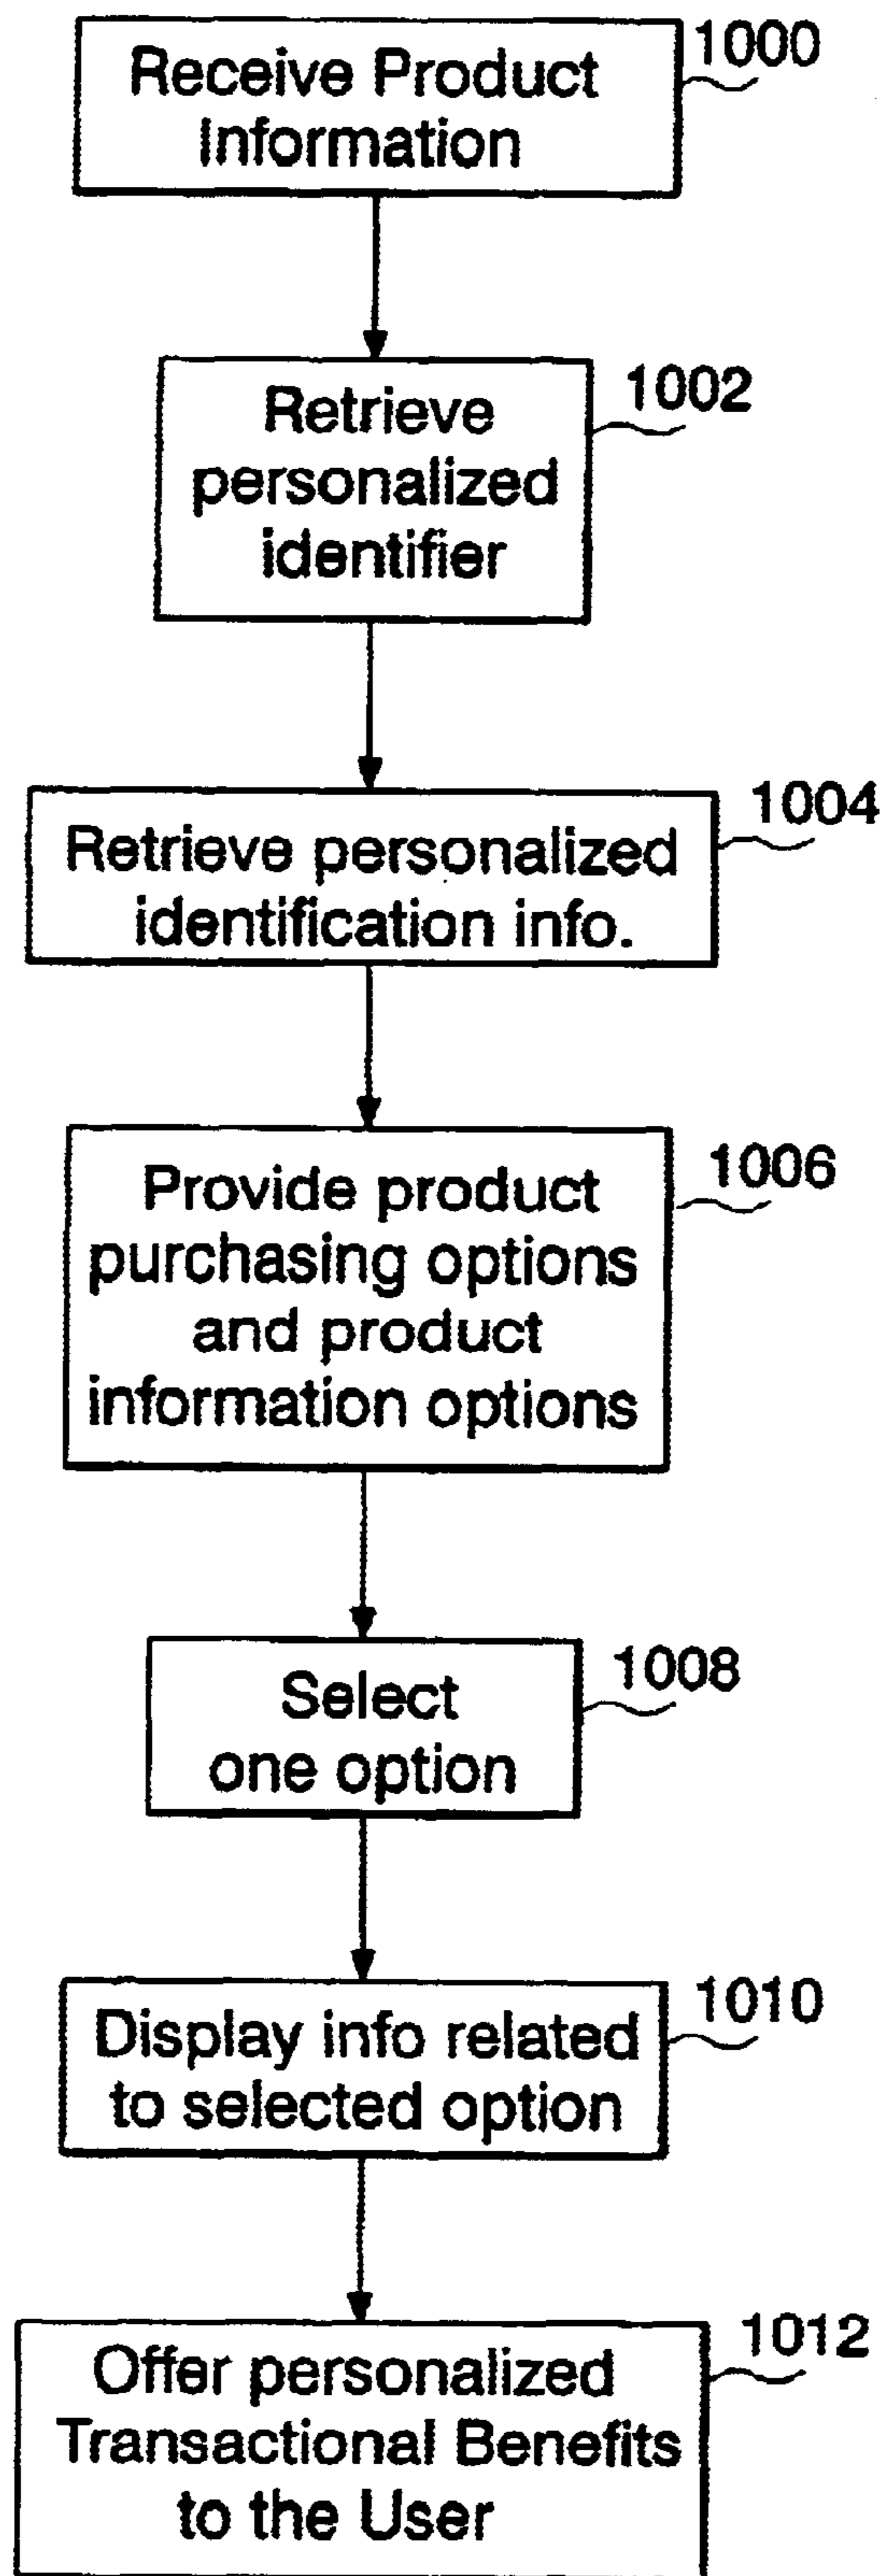 1000
Receive Product
Information
1002
Retrieve
personalized
identifier
1004
Retrieve personalized
identification info.
1006
Provide product
purchasing options
and product
information options
1008
Select
one option
1010
Display info related
to selected option
1012
Offer personalized
Transactional Benefits
to the User